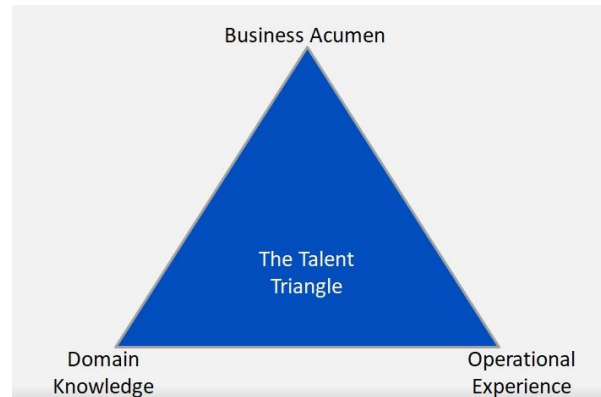 Business Acumen
The Talent
Triangle
Domain
Knowledge
Operational
Experience